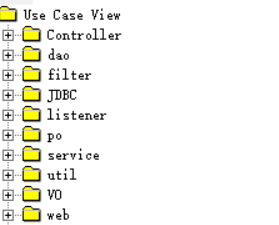 Use Case View
Controller
dao
filter
JDBC
listener
po
service
util
VO
web